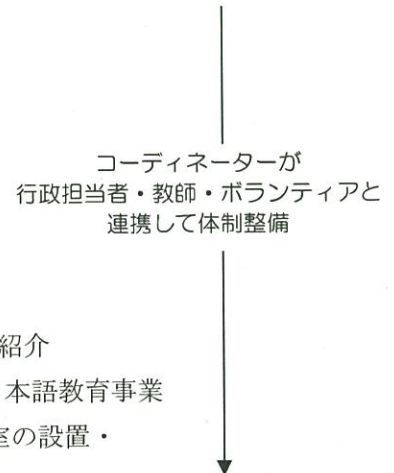 コーディネーターが
行政担当者・教師・ボランティアと
連携して体制整備
紹介
本語教育事業
室の設置・